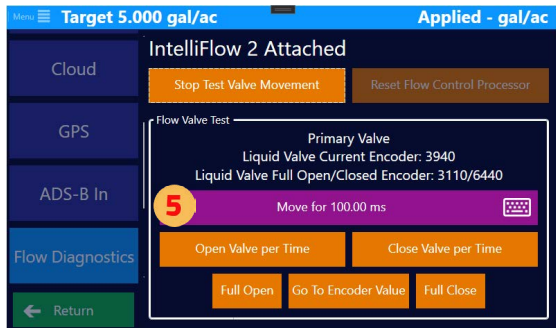 Menu Target 5.000 gal/ac Applied - gal/ac
Cloud
GPS
ADS-B In
Flow Diagnostics
Return
IntelliFlow 2 Attached
Stop Test Valve Movement Reset Flow Control Processor
Flow Valve Test
Primary Valve
Liquid Valve Current Encoder: 3940
Liquid Valve Full Open/Closed Encoder: 3110/6440
5 Move for 100.00 ms
Open Valve per Time Close Valve per Time
Full Open Go To Encoder Value Full Close